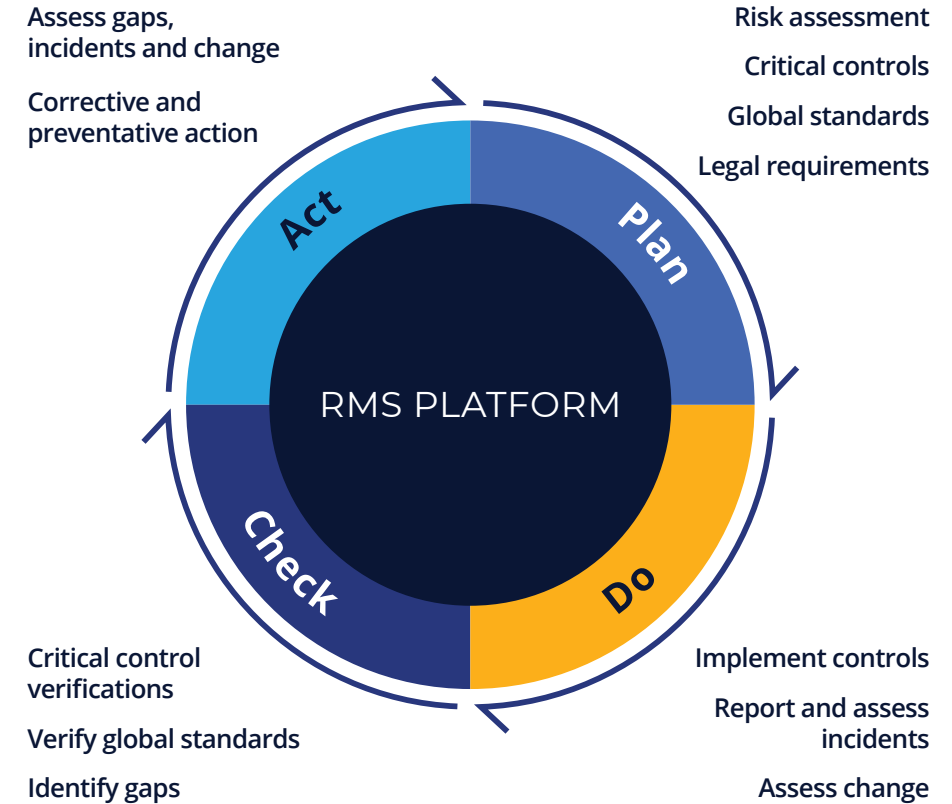 Assess gaps,
incidents and change
Corrective and
preventative action
Risk assessment
Critical controls
Global standards
Legal requirements
Act
Plan
RMS PLATFORM
Check
Do
Critical control
verifications
Verify global standards
Identify gaps
Implement controls
Report and assess
incidents
Assess change